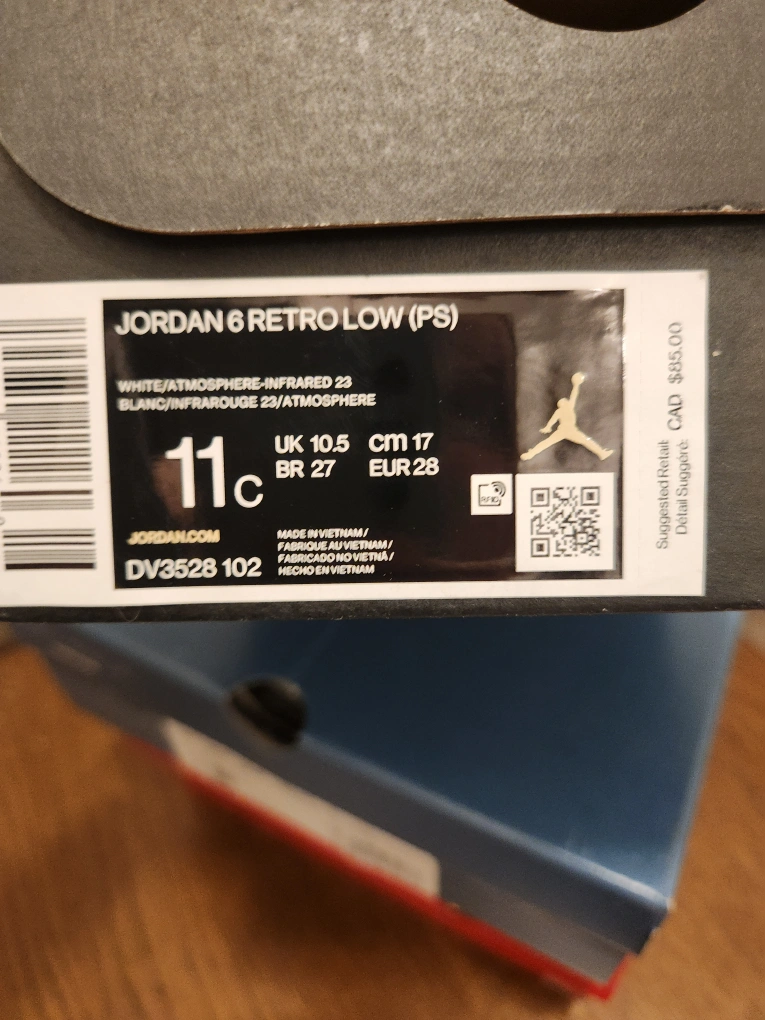 JORDAN 6 RETRO LOW (PS)
WHITE/ATMOSPHERE-INFRARED 23
BLANC/INFRAROUGE 23/ATMOSPHERE
11C
UK 10.5 cm 17
BR 27 EUR 28
RFID
JORDAN.COM
DV3528 102
MADE IN VIETNAM /
FABRIQUE AU VIETNAM /
FABRICADO NO VIETNÃ /
HECHO EN VIETNAM
Suggested Retail:
Détail Suggéré: CAD $85.00